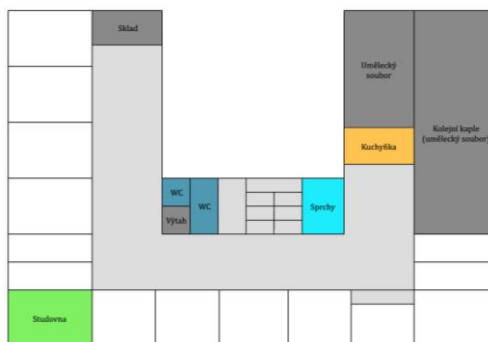 Sklad
Umělecký
soubor
Kolejní kaple
(umělecký soubor)
Kuchyňka
WC
WC
Výtah
Sprchy
Studovna